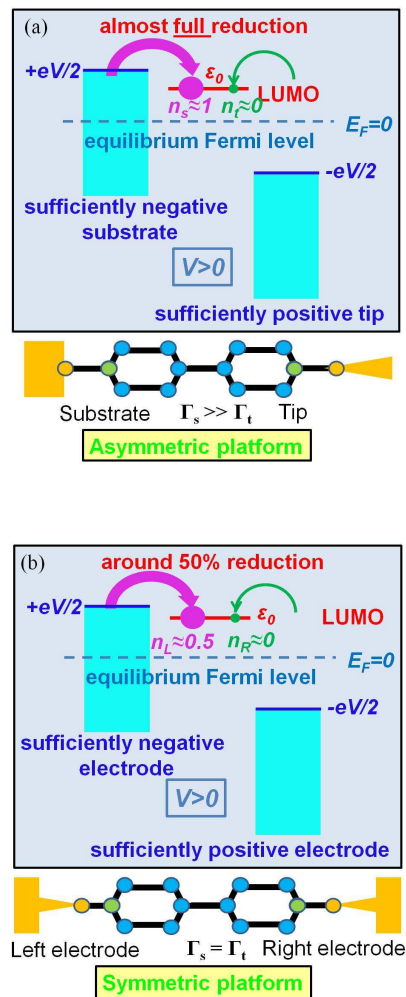 (a)
almost full reduction
+eV/2
ε0
LUMO
ns≈1 nt≈0
EF=0
equilibrium Fermi level
-eV/2
sufficiently negative
substrate
V>0
sufficiently positive tip
Substrate Γs >> Γt Tip
Asymmetric platform
(b)
around 50% reduction
+eV/2
ε0
LUMO
nL≈0.5 nR≈0
EF=0
equilibrium Fermi level
-eV/2
sufficiently negative
electrode
V>0
sufficiently positive electrode
Left electrode Γs = Γt Right electrode
Symmetric platform